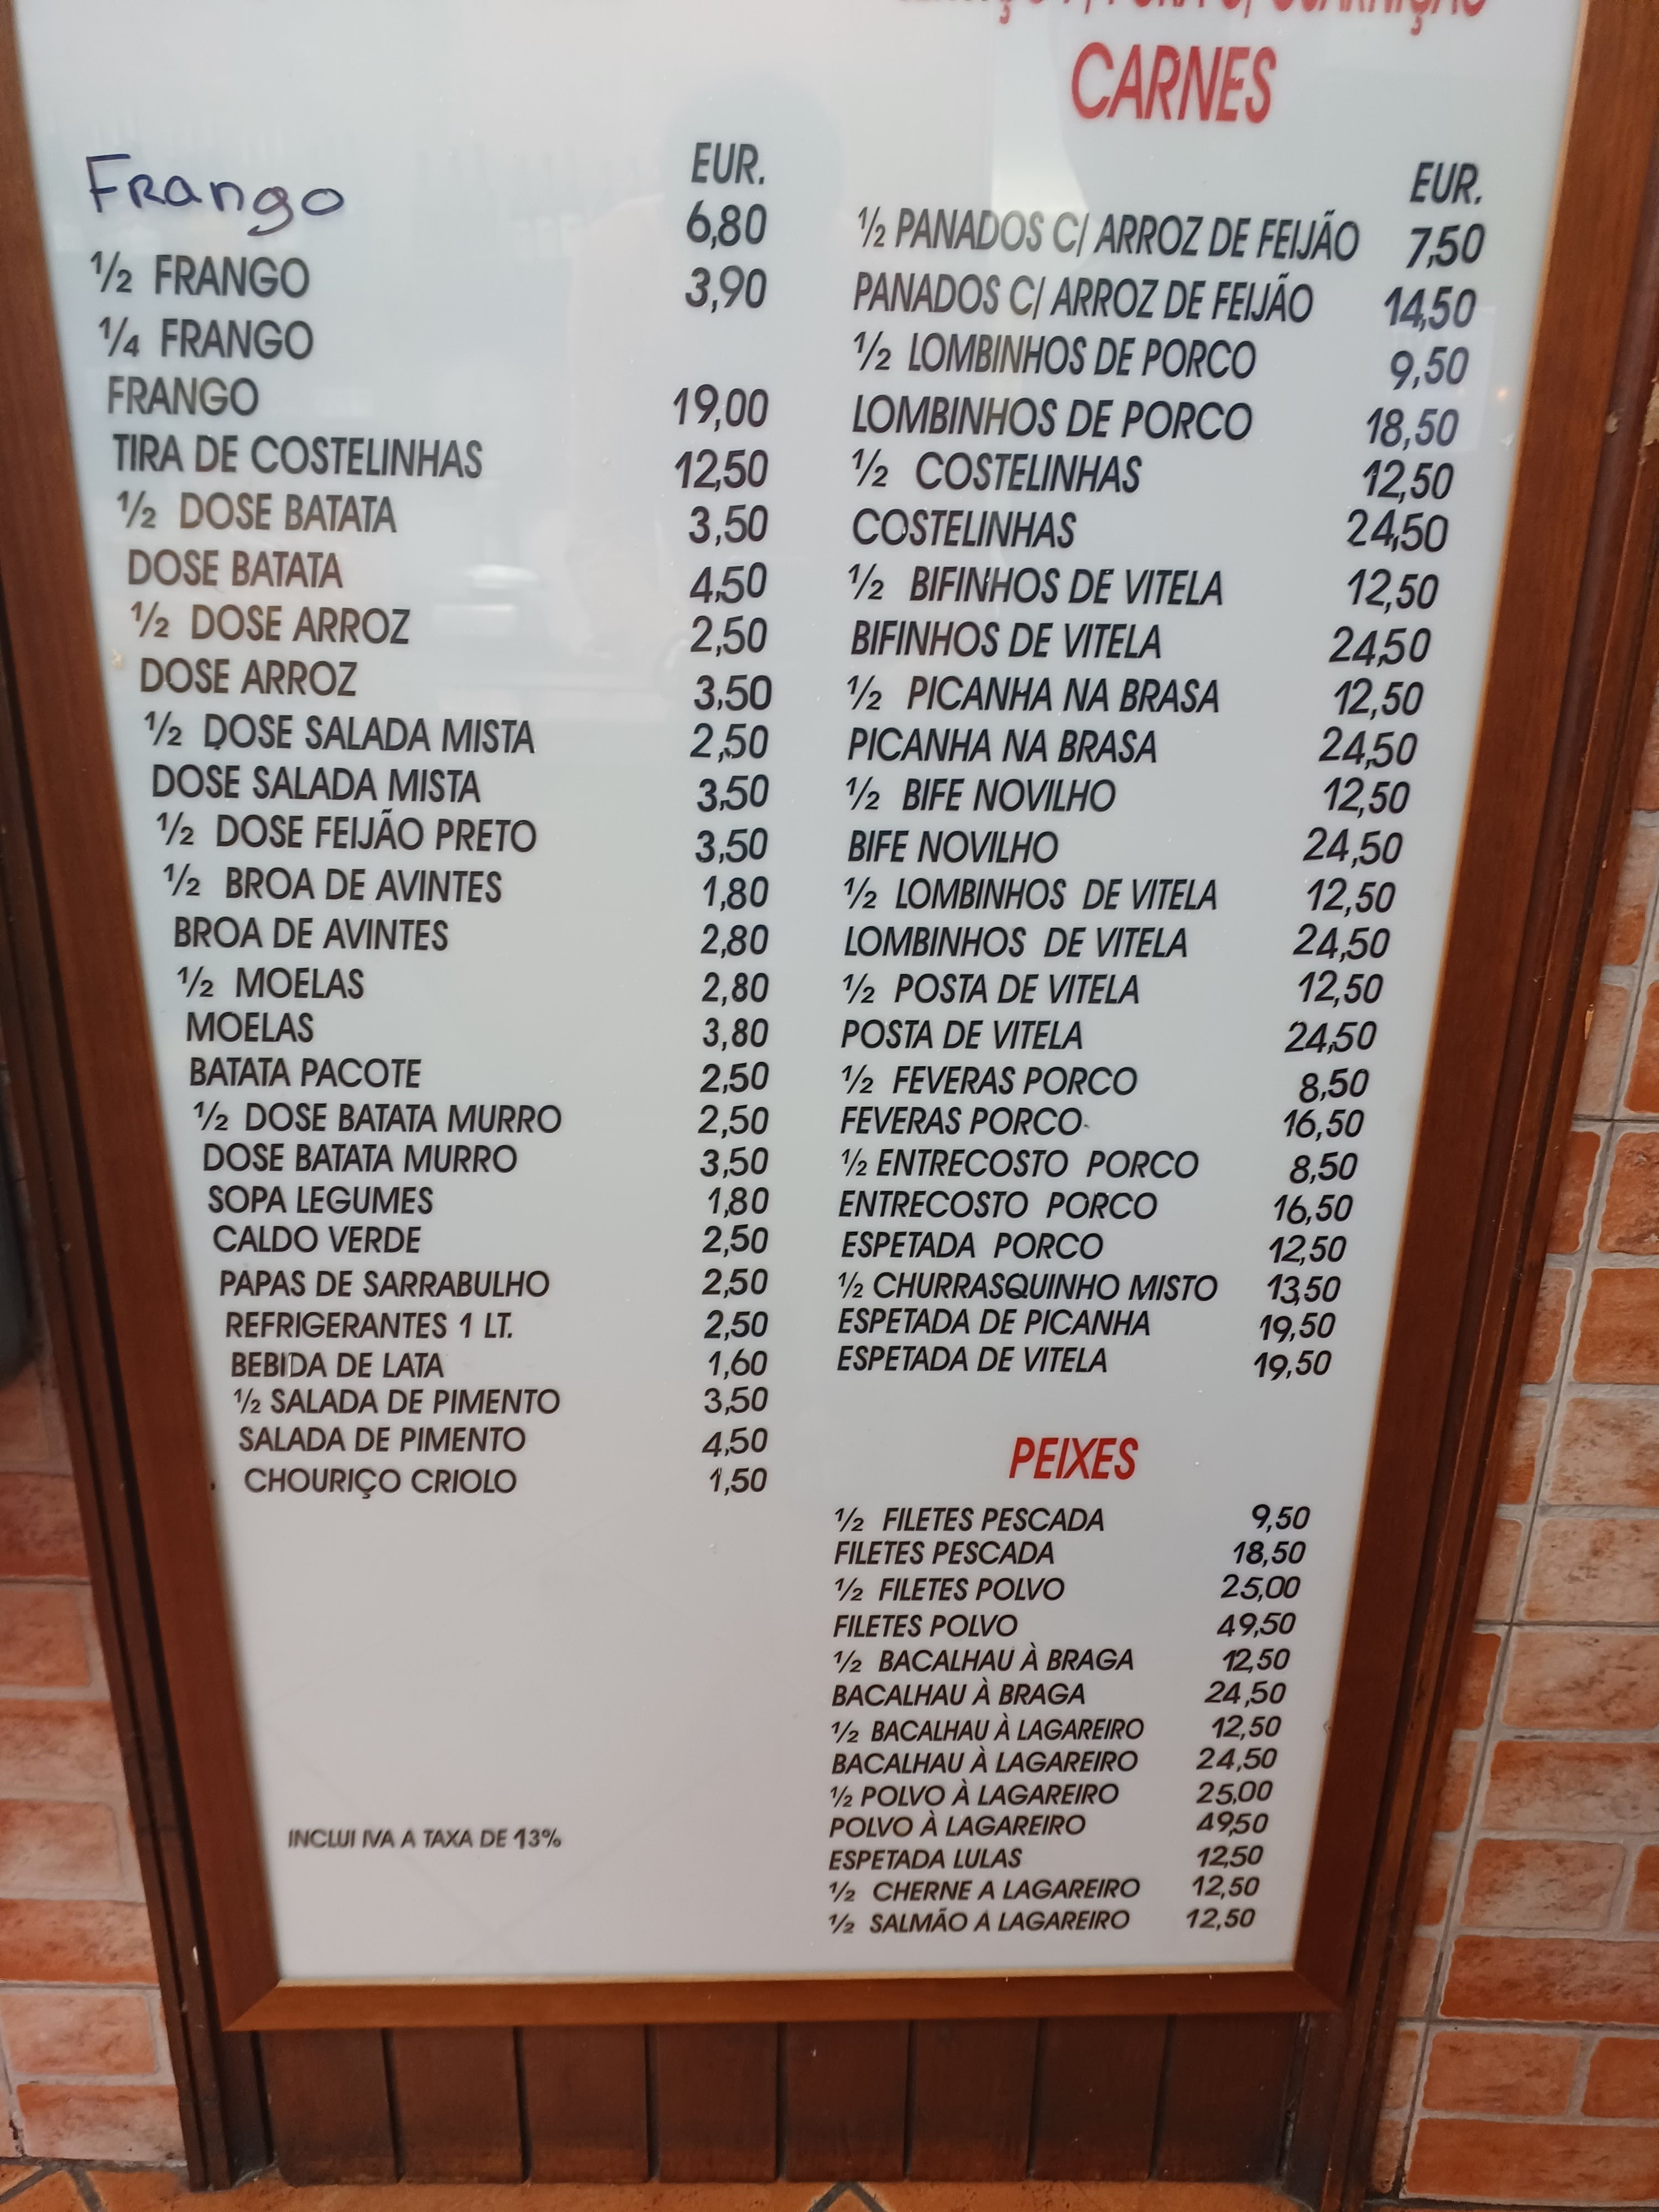 CARNES
Frango EUR.
6,80
½ FRANGO 3,90
¼ FRANGO
FRANGO 19,00
TIRA DE COSTELINHAS 12,50
½ DOSE BATATA 3,50
DOSE BATATA 4,50
½ DOSE ARROZ 2,50
DOSE ARROZ 3,50
½ DOSE SALADA MISTA 2,50
DOSE SALADA MISTA 3,50
½ DOSE FEIJÃO PRETO 3,50
½ BROA DE AVINTES 1,80
BROA DE AVINTES 2,80
½ MOELAS 2,80
MOELAS 3,80
BATATA PACOTE 2,50
½ DOSE BATATA MURRO 2,50
DOSE BATATA MURRO 3,50
SOPA LEGUMES 1,80
CALDO VERDE 2,50
PAPAS DE SARRABULHO 2,50
REFRIGERANTES 1 LT. 2,50
BEBIDA DE LATA 1,60
½ SALADA DE PIMENTO 3,50
SALADA DE PIMENTO 4,50
CHOURIÇO CRIOLO 1,50
INCLUI IVA A TAXA DE 13%
EUR.
½ PANADOS C/ ARROZ DE FEIJÃO 7,50
PANADOS C/ ARROZ DE FEIJÃO 14,50
½ LOMBINHOS DE PORCO 9,50
LOMBINHOS DE PORCO 18,50
½ COSTELINHAS 12,50
COSTELINHAS 24,50
½ BIFINHOS DE VITELA 12,50
BIFINHOS DE VITELA 24,50
½ PICANHA NA BRASA 12,50
PICANHA NA BRASA 24,50
½ BIFE NOVILHO 12,50
BIFE NOVILHO 24,50
½ LOMBINHOS DE VITELA 12,50
LOMBINHOS DE VITELA 24,50
½ POSTA DE VITELA 12,50
POSTA DE VITELA 24,50
½ FEVERAS PORCO 8,50
FEVERAS PORCO 16,50
½ ENTRECOSTO PORCO 8,50
ENTRECOSTO PORCO 16,50
ESPETADA PORCO 12,50
½ CHURRASQUINHO MISTO 13,50
ESPETADA DE PICANHA 19,50
ESPETADA DE VITELA 19,50
PEIXES
½ FILETES PESCADA 9,50
FILETES PESCADA 18,50
½ FILETES POLVO 25,00
FILETES POLVO 49,50
½ BACALHAU À BRAGA 12,50
BACALHAU À BRAGA 24,50
½ BACALHAU À LAGAREIRO 12,50
BACALHAU À LAGAREIRO 24,50
½ POLVO À LAGAREIRO 25,00
POLVO À LAGAREIRO 49,50
ESPETADA LULAS 12,50
½ CHERNE A LAGAREIRO 12,50
½ SALMÃO A LAGAREIRO 12,50